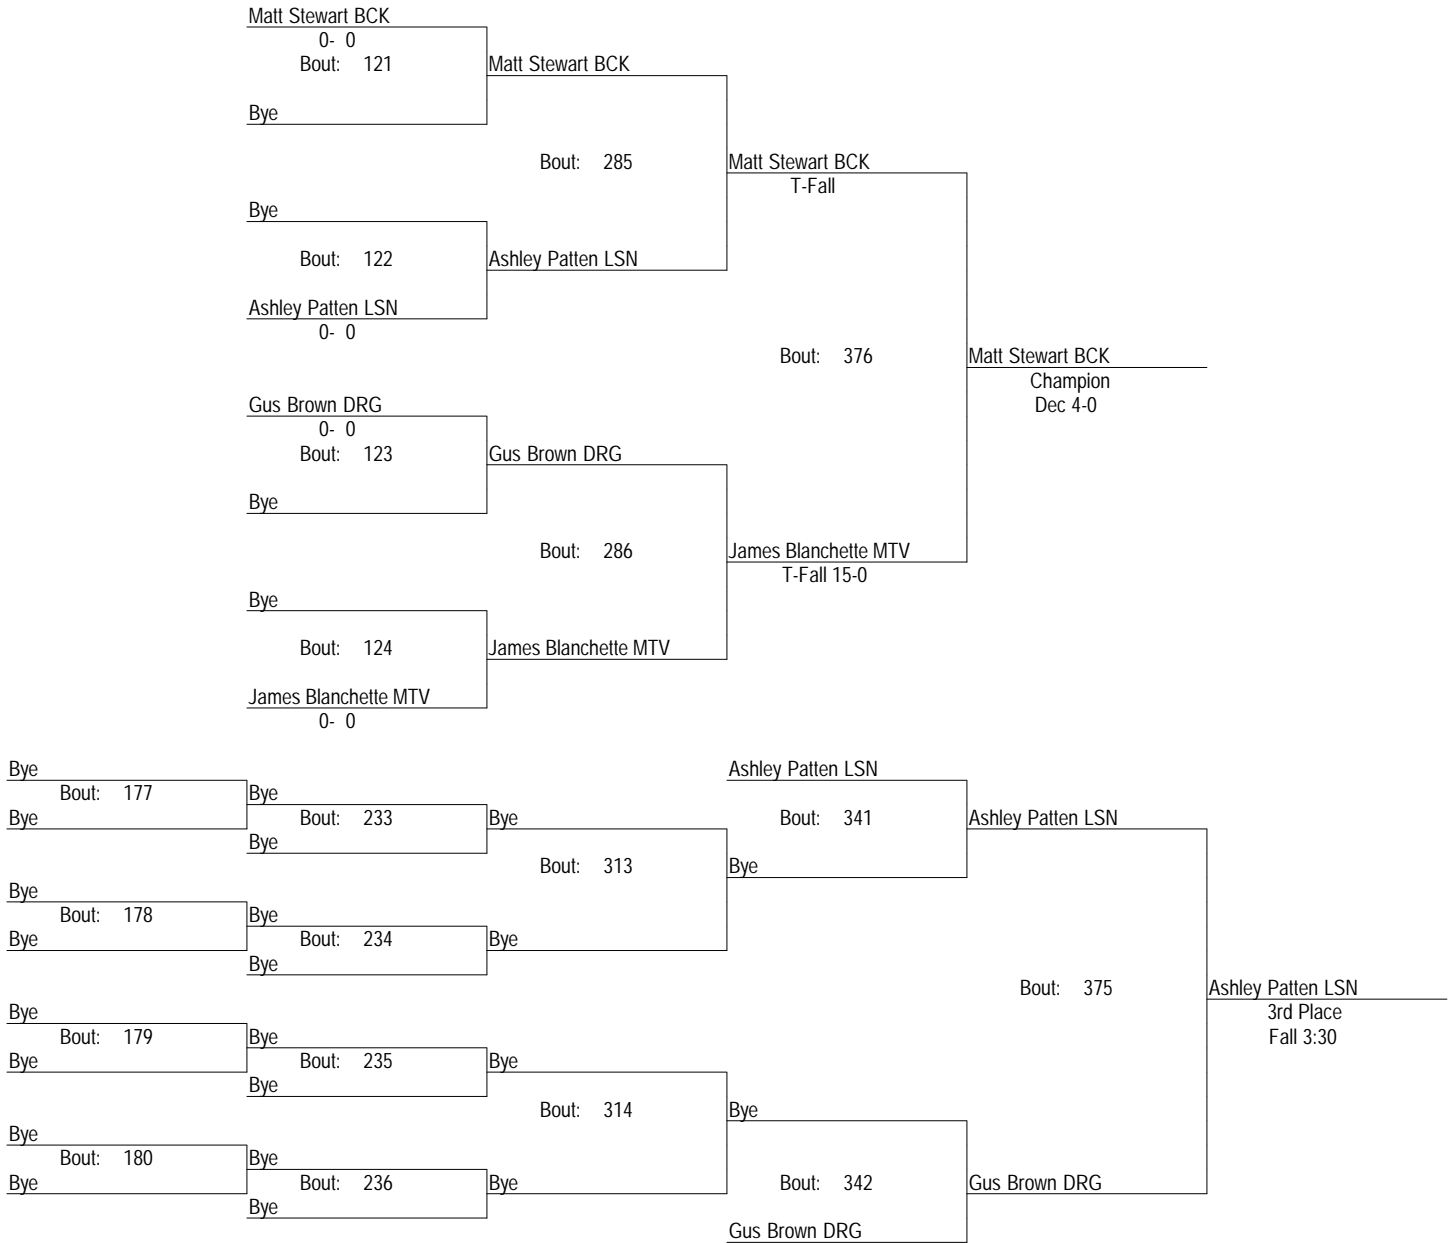 Matt Stewart BCK
0- 0
Bout: 121
Matt Stewart BCK
Bye
Bout: 285
Matt Stewart BCK
T-Fall
Bye
Bout: 122
Ashley Patten LSN
Ashley Patten LSN
0- 0
Bout: 376
Matt Stewart BCK
Champion
Dec 4-0
Gus Brown DRG
0- 0
Bout: 123
Gus Brown DRG
Bye
Bout: 286
James Blanchette MTV
T-Fall 15-0
Bye
Bout: 124
James Blanchette MTV
James Blanchette MTV
0- 0
Bye
Bout: 177
Bye
Bye
Bout: 233
Bye
Bye
Bout: 313
Ashley Patten LSN
Bout: 341
Ashley Patten LSN
Bye
Bye
Bout: 178
Bye
Bye
Bout: 234
Bye
Bye
Bout: 375
Ashley Patten LSN
3rd Place
Fall 3:30
Bye
Bout: 179
Bye
Bye
Bout: 235
Bye
Bye
Bout: 314
Bye
Bye
Bout: 180
Bye
Bye
Bout: 236
Bye
Bye
Bout: 342
Gus Brown DRG
Gus Brown DRG